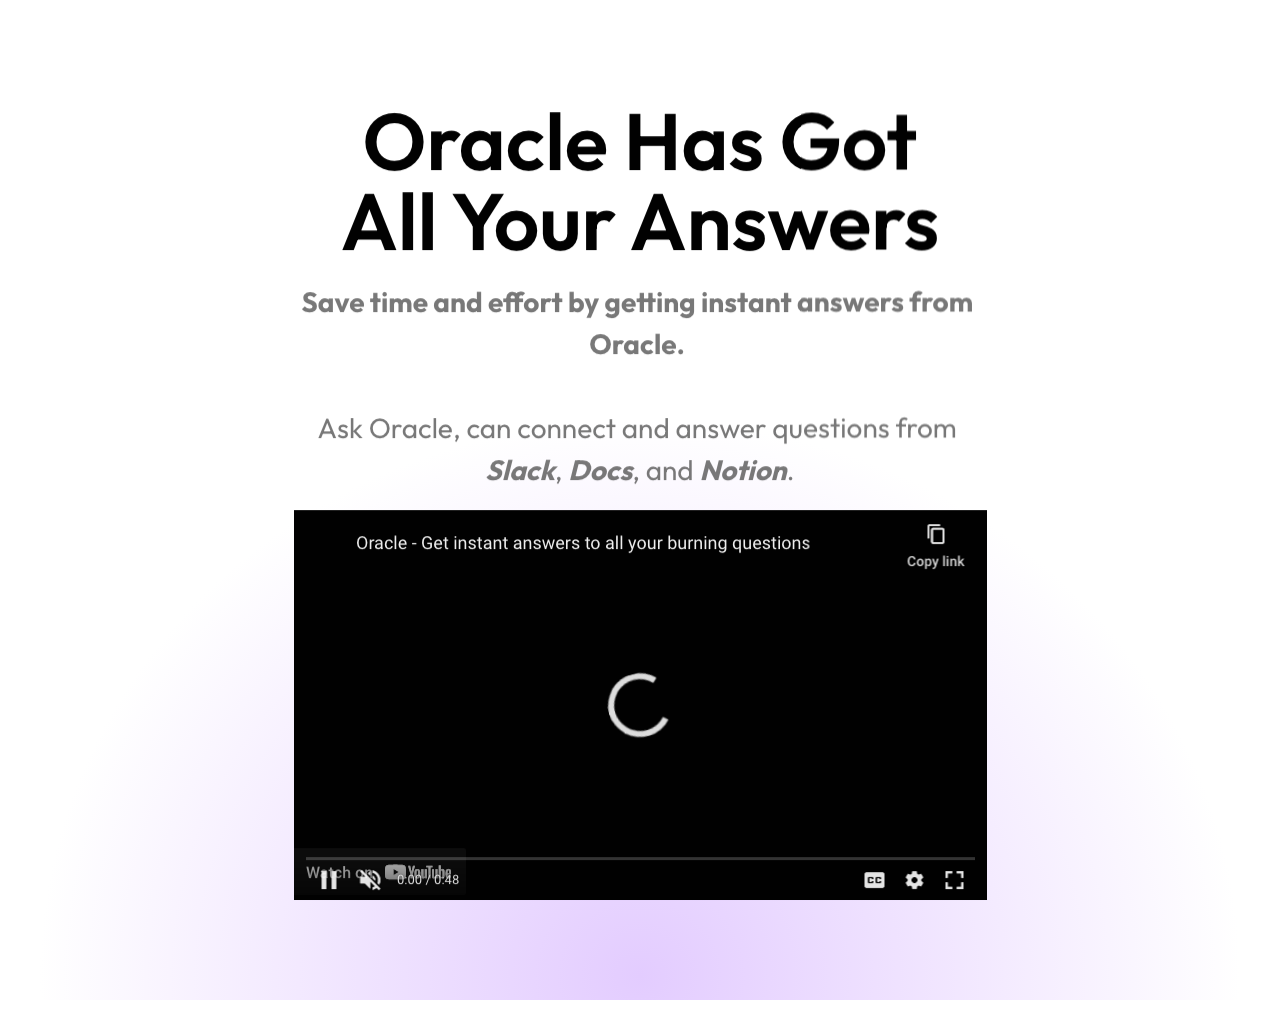 Oracle Has Got
All Your Answers
Save time and effort by getting instant answers from
Oracle.
Ask Oracle, can connect and answer questions from
Slack, Docs, and Notion.
Oracle - Get instant answers to all your burning questions
Copy link
Watch on YouTube
0:00 / 0:48
CC